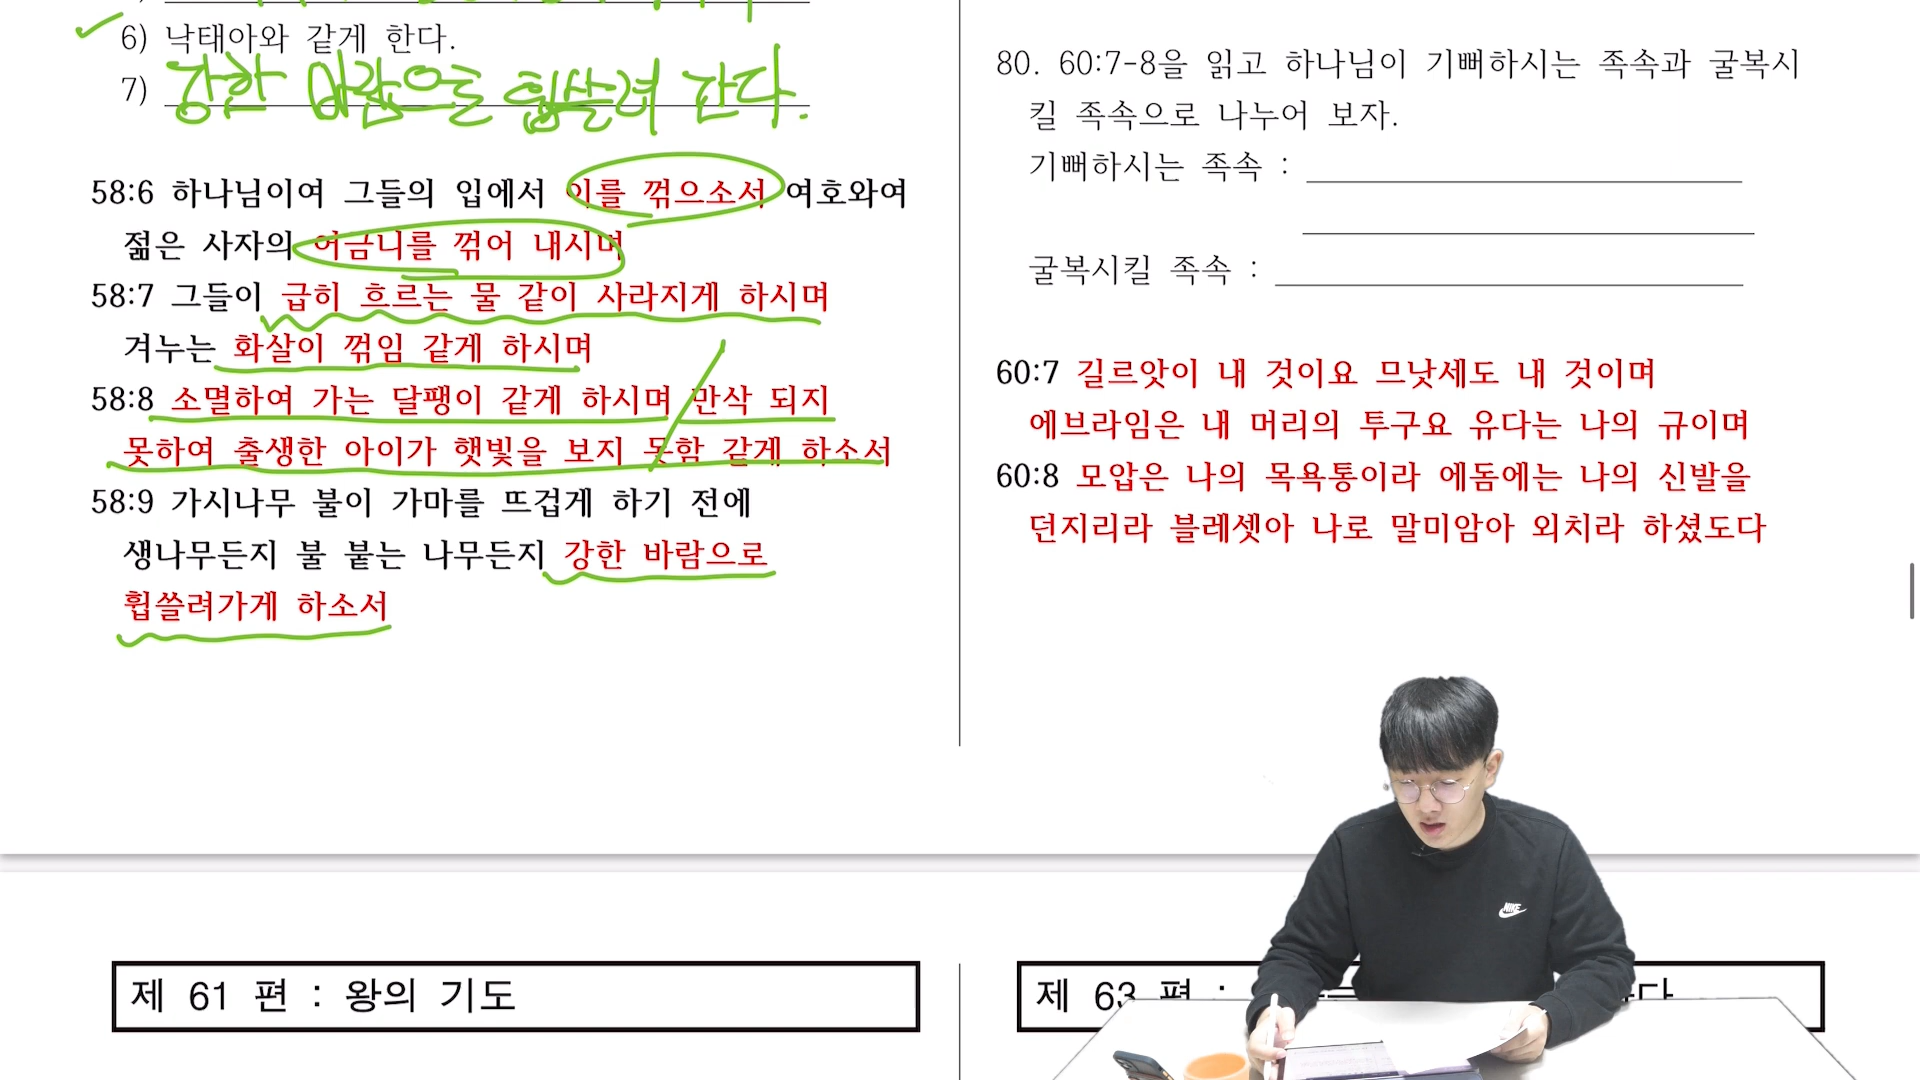 6) 낙태아와 같게 한다.
7) 강한 바람으로 휩쓸려 간다.
58:6 하나님이여 그들의 입에서 이를 꺾으소서 여호와여
젊은 사자의 어금니를 꺾어 내시며
58:7 그들이 급히 흐르는 물 같이 사라지게 하시며
겨누는 화살이 꺾임 같게 하시며
58:8 소멸하여 가는 달팽이 같게 하시며 만삭 되지
못하여 출생한 아이가 햇빛을 보지 못함 같게 하소서
58:9 가시나무 불이 가마를 뜨겁게 하기 전에
생나무든지 불 붙는 나무든지 강한 바람으로
휩쓸려가게 하소서
80. 60:7-8을 읽고 하나님이 기뻐하시는 족속과 굴복시
킬 족속으로 나누어 보자.
기뻐하시는 족속 :
굴복시킬 족속 :
60:7 길르앗이 내 것이요 므낫세도 내 것이며
에브라임은 내 머리의 투구요 유다는 나의 규이며
60:8 모압은 나의 목욕통이라 에돔에는 나의 신발을
던지리라 블레셋아 나로 말미암아 외치라 하셨도다
제 61 편 : 왕의 기도
제 63 편 :
NIKE